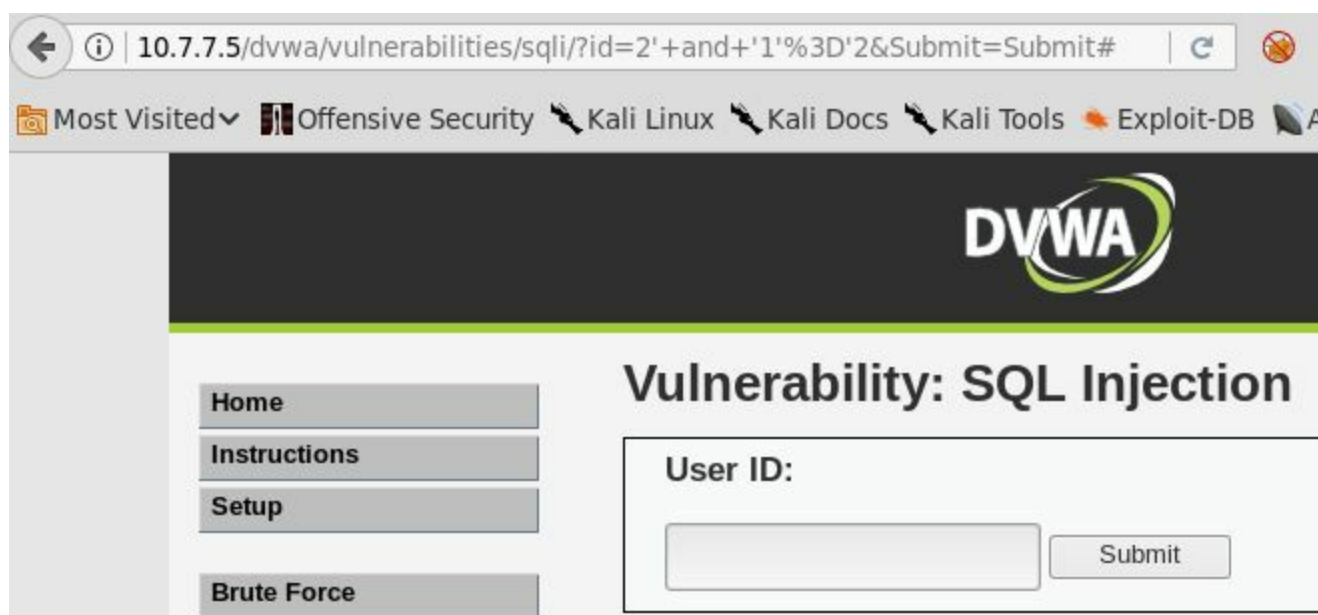 10.7.7.5/dvwa/vulnerabilities/sqli/?id=2'+and+'1'%3D'2&Submit=Submit#
Most Visited Offensive Security Kali Linux Kali Docs Kali Tools Exploit-DB A
DVWA
Home
Instructions
Setup
Brute Force
Vulnerability: SQL Injection
User ID:
Submit